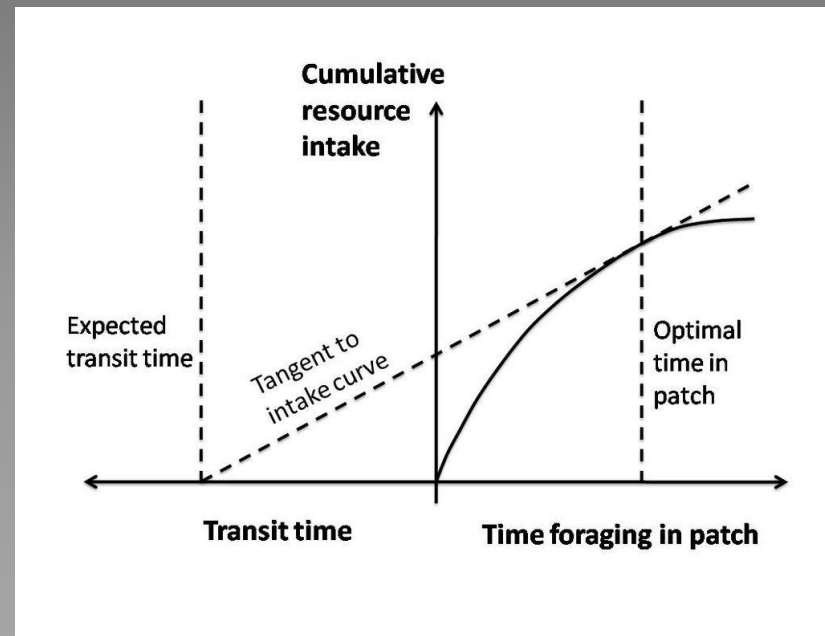 Cumulative
resource
intake
Expected
transit time
Tangent to
intake curve
Optimal
time in
patch
Transit time
Time foraging in patch